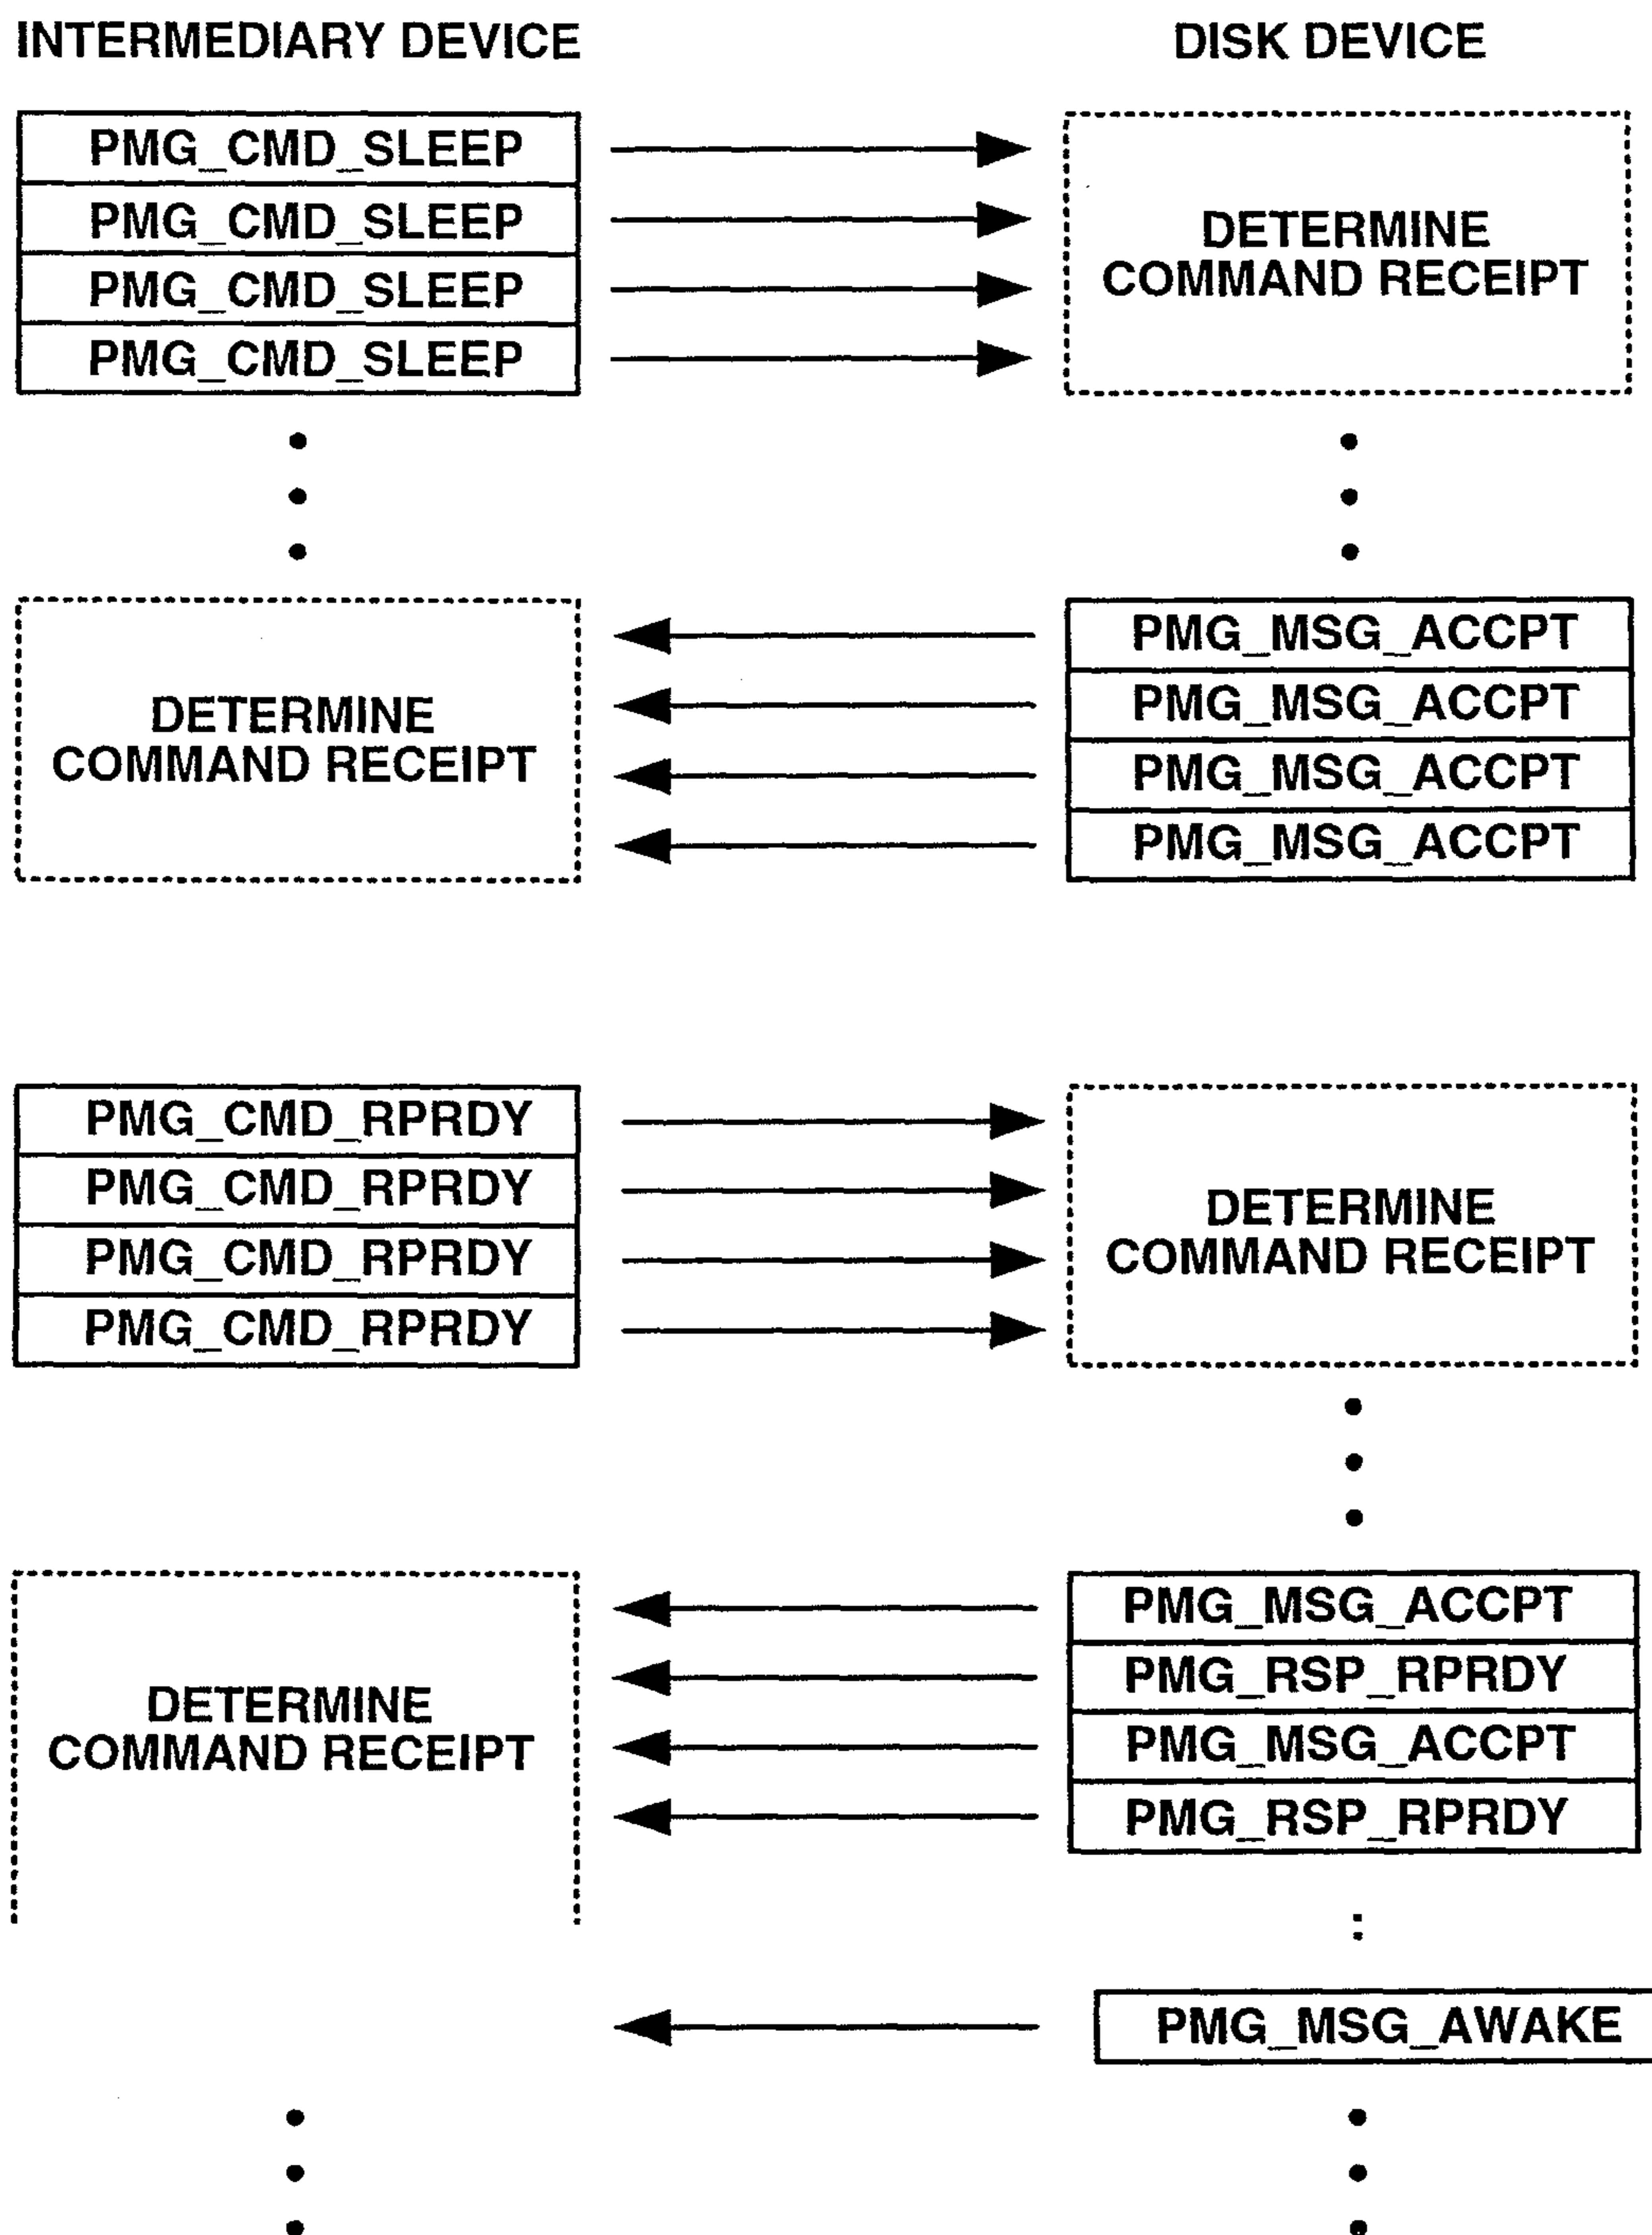 INTERMEDIARY DEVICE
DISK DEVICE
PMG_CMD_SLEEP
PMG_CMD_SLEEP
PMG_CMD_SLEEP
PMG_CMD_SLEEP
DETERMINE
COMMAND RECEIPT
DETERMINE
COMMAND RECEIPT
PMG_MSG_ACCPT
PMG_MSG_ACCPT
PMG_MSG_ACCPT
PMG_MSG_ACCPT
PMG_CMD_RPRDY
PMG_CMD_RPRDY
PMG_CMD_RPRDY
PMG_CMD_RPRDY
DETERMINE
COMMAND RECEIPT
DETERMINE
COMMAND RECEIPT
PMG_MSG_ACCPT
PMG_RSP_RPRDY
PMG_MSG_ACCPT
PMG_RSP_RPRDY
PMG_MSG_AWAKE